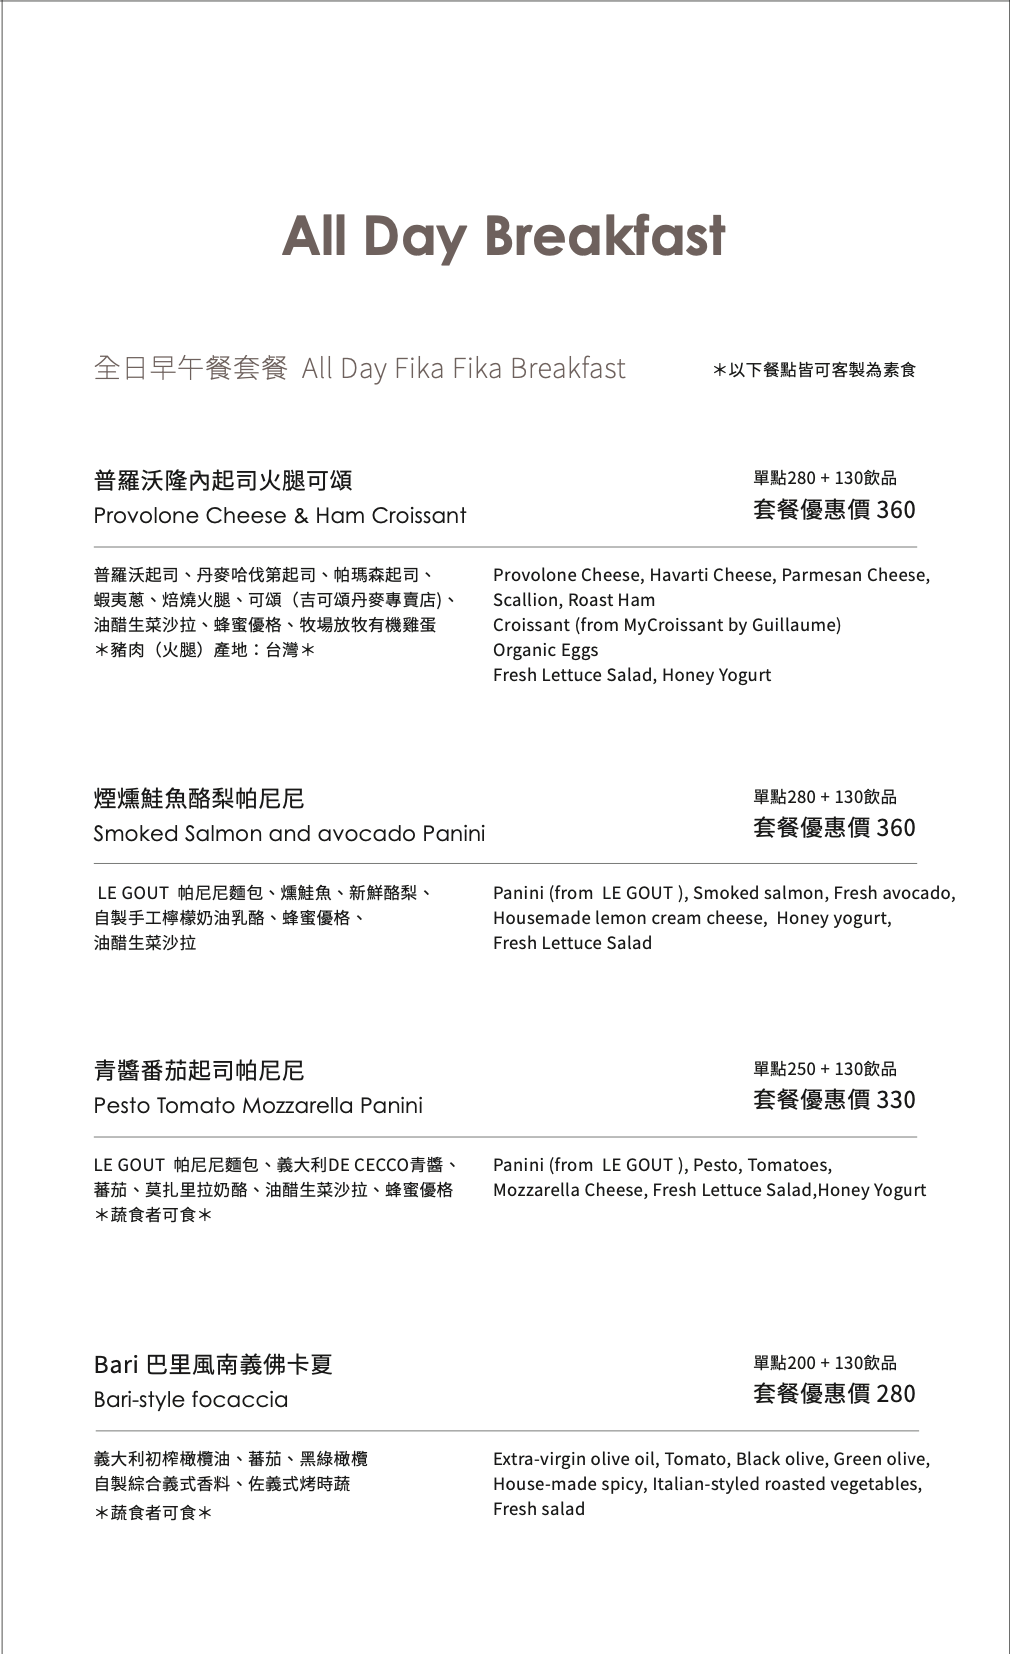 All Day Breakfast
全日早午餐套餐 All Day Fika Fika Breakfast
＊以下餐點皆可客製為素食
普羅沃隆內起司火腿可頌
Provolone Cheese & Ham Croissant
單點280 + 130飲品
套餐優惠價 360
普羅沃起司、丹麥哈伐第起司、帕瑪森起司、
蝦夷蔥、焙燒火腿、可頌（吉可頌丹麥專賣店)、
油醋生菜沙拉、蜂蜜優格、牧場放牧有機雞蛋
＊豬肉（火腿）產地：台灣＊
Provolone Cheese, Havarti Cheese, Parmesan Cheese,
Scallion, Roast Ham
Croissant (from MyCroissant by Guillaume)
Organic Eggs
Fresh Lettuce Salad, Honey Yogurt
煙燻鮭魚酪梨帕尼尼
Smoked Salmon and avocado Panini
單點280 + 130飲品
套餐優惠價 360
LE GOUT 帕尼尼麵包、燻鮭魚、新鮮酪梨、
自製手工檸檬奶油乳酪、蜂蜜優格、
油醋生菜沙拉
Panini (from LE GOUT ), Smoked salmon, Fresh avocado,
Housemade lemon cream cheese, Honey yogurt,
Fresh Lettuce Salad
青醬番茄起司帕尼尼
Pesto Tomato Mozzarella Panini
單點250 + 130飲品
套餐優惠價 330
LE GOUT 帕尼尼麵包、義大利DE CECCO青醬、
蕃茄、莫扎里拉奶酪、油醋生菜沙拉、蜂蜜優格
＊蔬食者可食＊
Panini (from LE GOUT ), Pesto, Tomatoes,
Mozzarella Cheese, Fresh Lettuce Salad,Honey Yogurt
Bari 巴里風南義佛卡夏
Bari-style focaccia
單點200 + 130飲品
套餐優惠價 280
義大利初榨橄欖油、蕃茄、黑綠橄欖
自製綜合義式香料、佐義式烤時蔬
＊蔬食者可食＊
Extra-virgin olive oil, Tomato, Black olive, Green olive,
House-made spicy, Italian-styled roasted vegetables,
Fresh salad